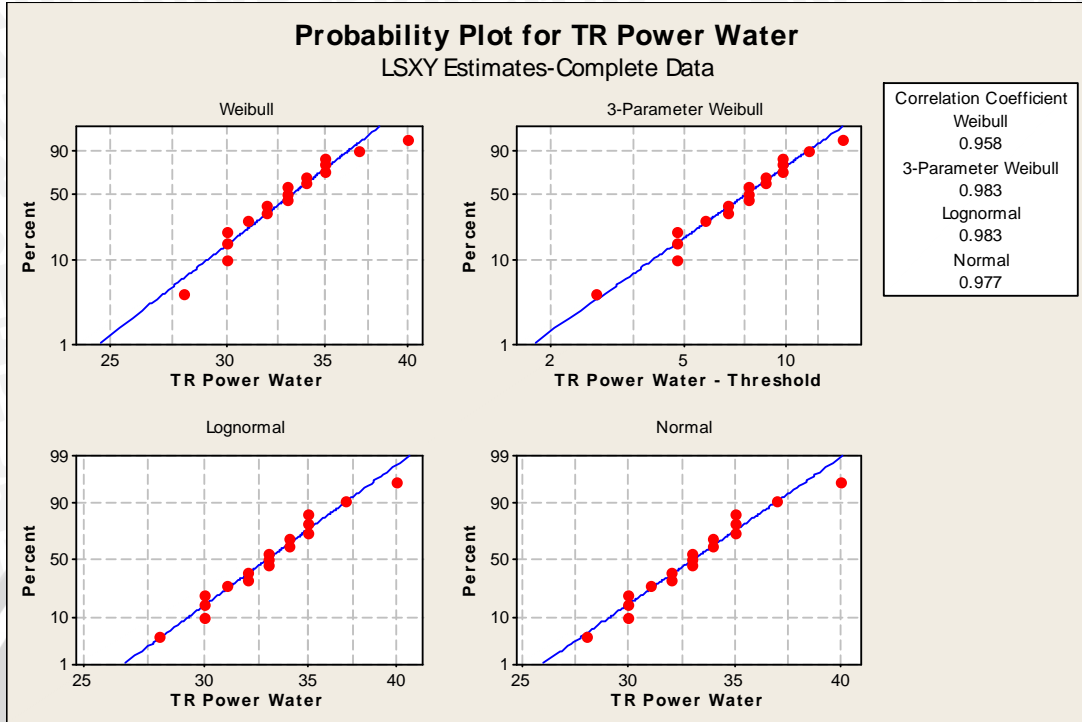 Probability Plot for TR Power Water
LSXY Estimates-Complete Data
Weibull
Percent
90
50
10
1
25 30 35 40
TR Power Water
3-Parameter Weibull
Percent
90
50
10
1
2 5 10
TR Power Water - Threshold
Correlation Coefficient
Weibull
0.958
3-Parameter Weibull
0.983
Lognormal
0.983
Normal
0.977
Lognormal
Percent
99
90
50
10
1
25 30 35 40
TR Power Water
Normal
Percent
99
90
50
10
1
25 30 35 40
TR Power Water